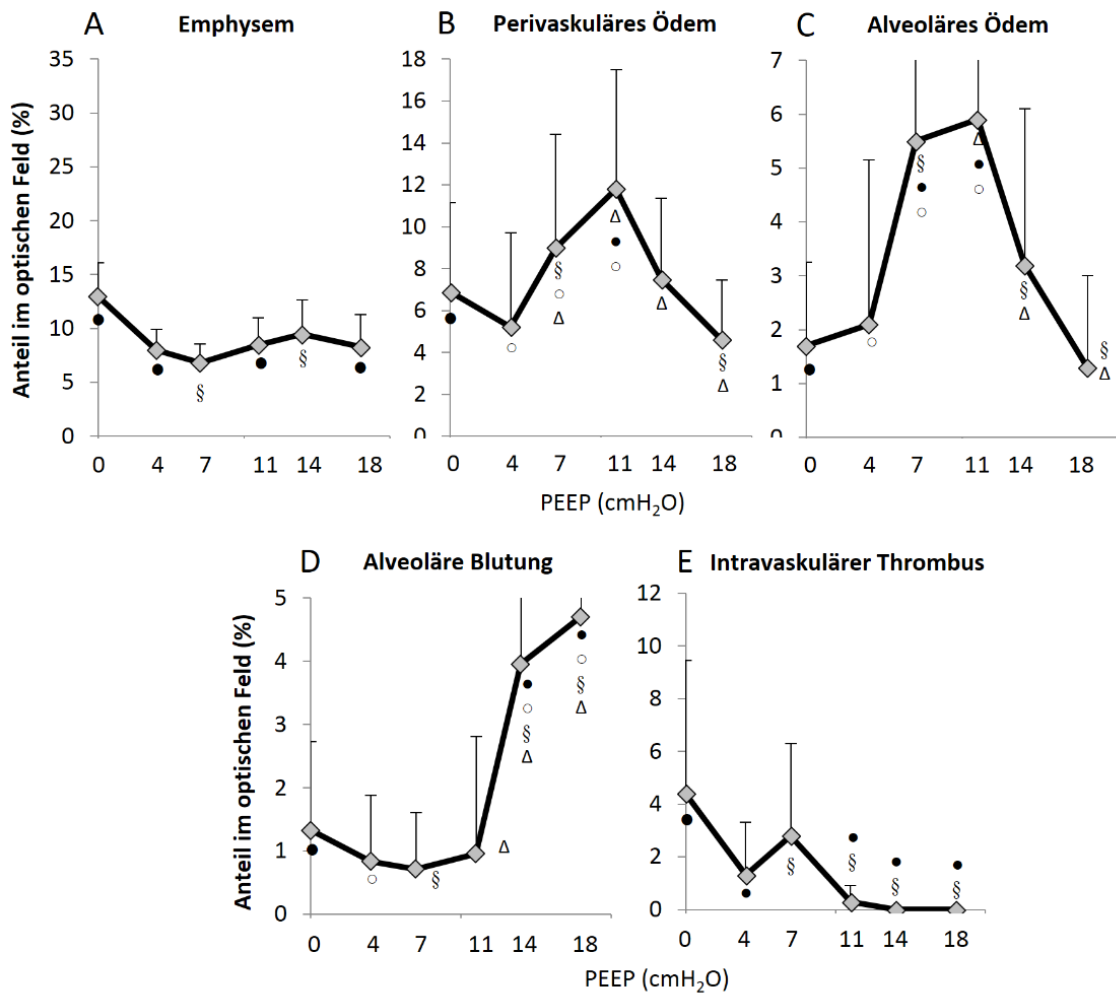 A Emphysem
B Perivaskuläres Ödem
C Alveoläres Ödem
Anteil im optischen Feld (%)
35
30
25
20
15
10
5
0
● ● § ● § ●
0 4 7 11 14 18
18
16
14
12
10
8
6
4
2
0
● ○ § ○ Δ Δ ● ○ Δ § Δ
0 4 7 11 14 18
7
6
5
4
3
2
1
0
● ○ § ● ○ Δ ● ○ § Δ § Δ
0 4 7 11 14 18
PEEP (cmH₂O)
D Alveoläre Blutung
E Intravaskulärer Thrombus
Anteil im optischen Feld (%)
5
4
3
2
1
0
● ○ § Δ ● ○ § Δ ● ○ § Δ
0 4 7 11 14 18
12
10
8
6
4
2
0
● ● § ● § ● § ● §
0 4 7 11 14 18
PEEP (cmH₂O)